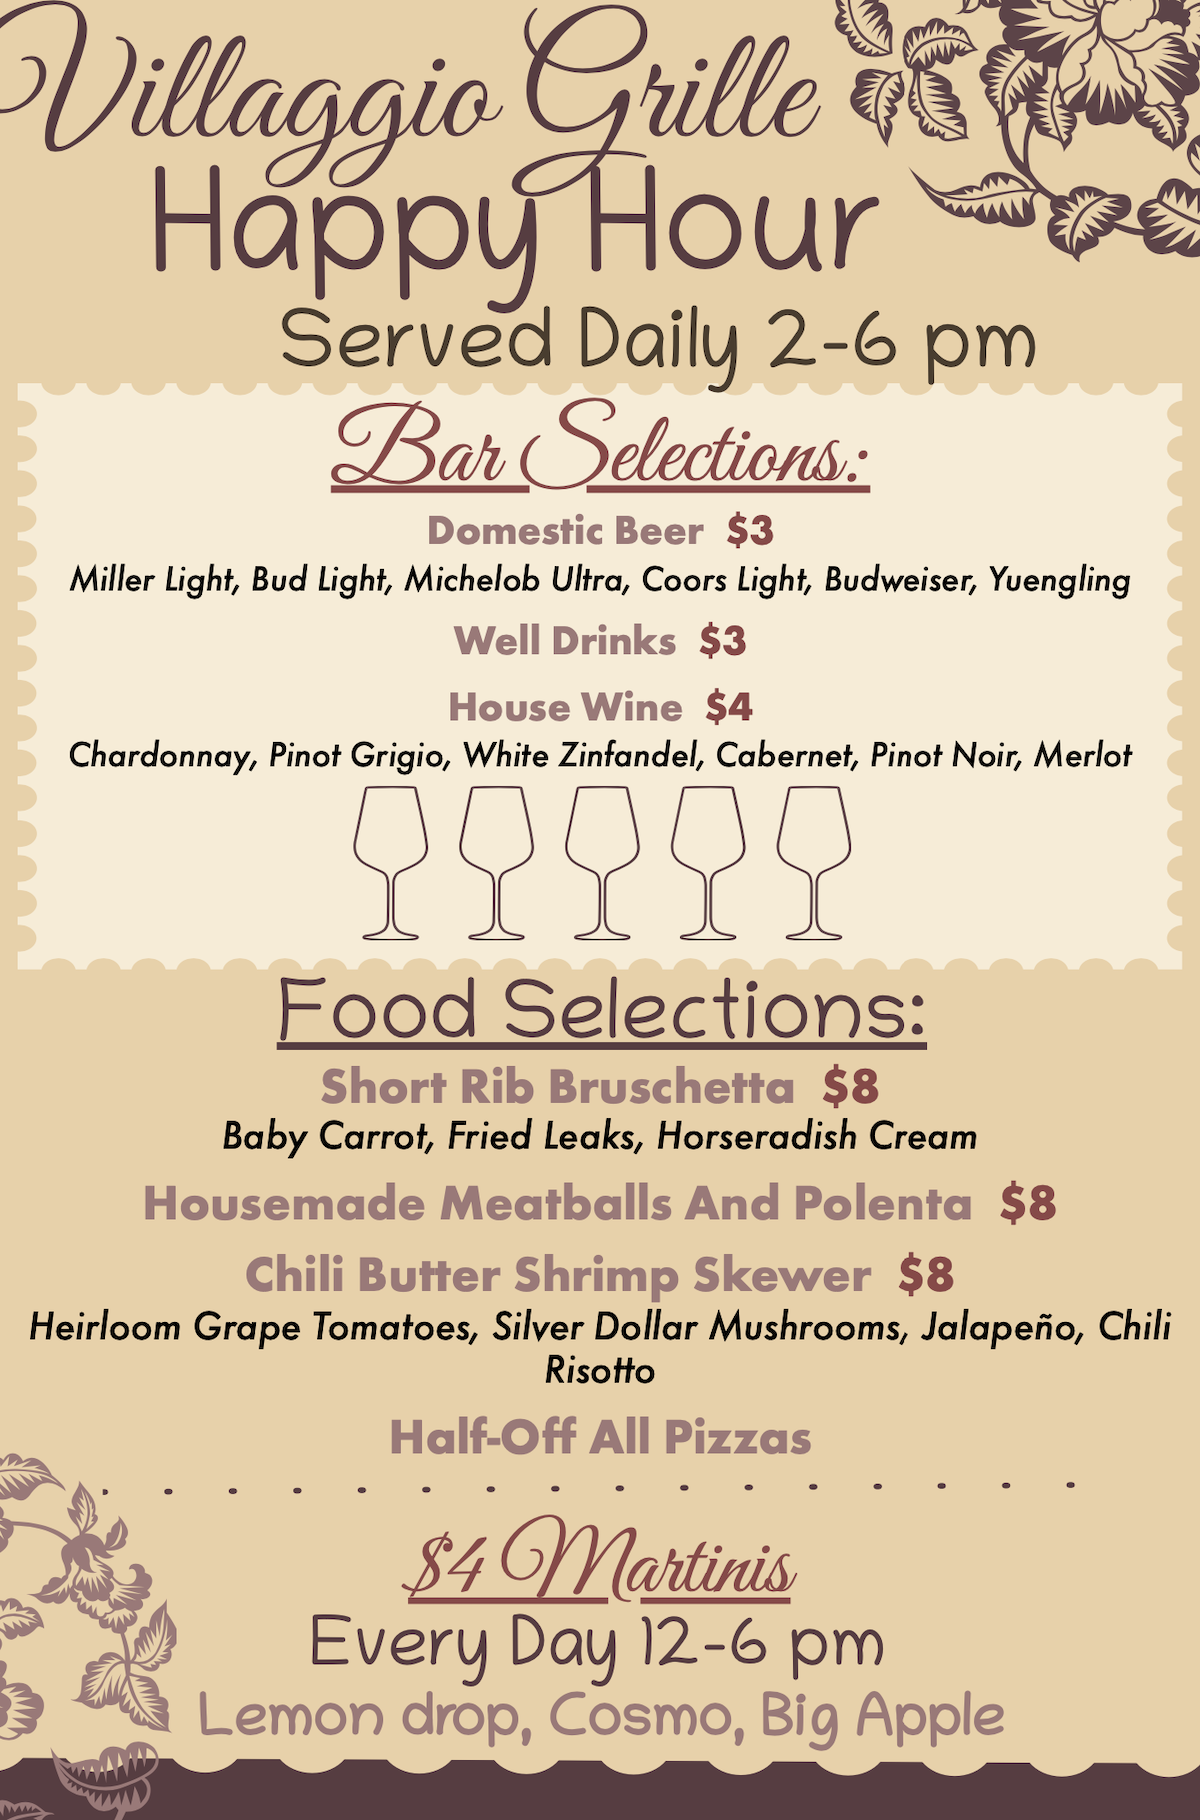 Villaggio Grille
Happy Hour
Served Daily 2-6 pm
Bar Selections:
Domestic Beer $3
Miller Light, Bud Light, Michelob Ultra, Coors Light, Budweiser, Yuengling
Well Drinks $3
House Wine $4
Chardonnay, Pinot Grigio, White Zinfandel, Cabernet, Pinot Noir, Merlot
Food Selections:
Short Rib Bruschetta $8
Baby Carrot, Fried Leaks, Horseradish Cream
Housemade Meatballs And Polenta $8
Chili Butter Shrimp Skewer $8
Heirloom Grape Tomatoes, Silver Dollar Mushrooms, Jalapeño, Chili
Risotto
Half-Off All Pizzas
$4 Martinis
Every Day 12-6 pm
Lemon drop, Cosmo, Big Apple